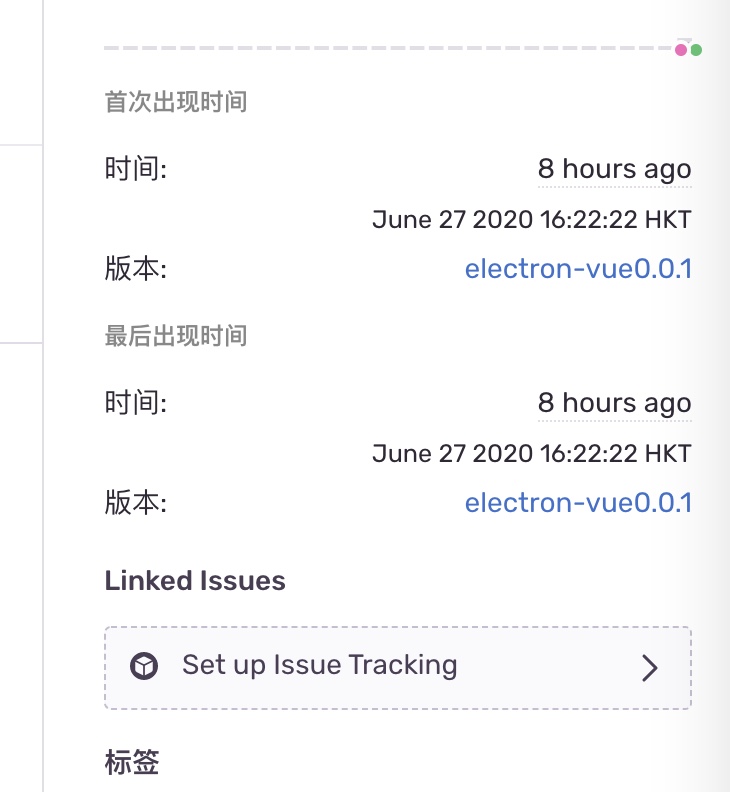 首次出现时间
时间: 8 hours ago
June 27 2020 16:22:22 HKT
版本: electron-vue0.0.1
最后出现时间
时间: 8 hours ago
June 27 2020 16:22:22 HKT
版本: electron-vue0.0.1
Linked Issues
Set up Issue Tracking
标签